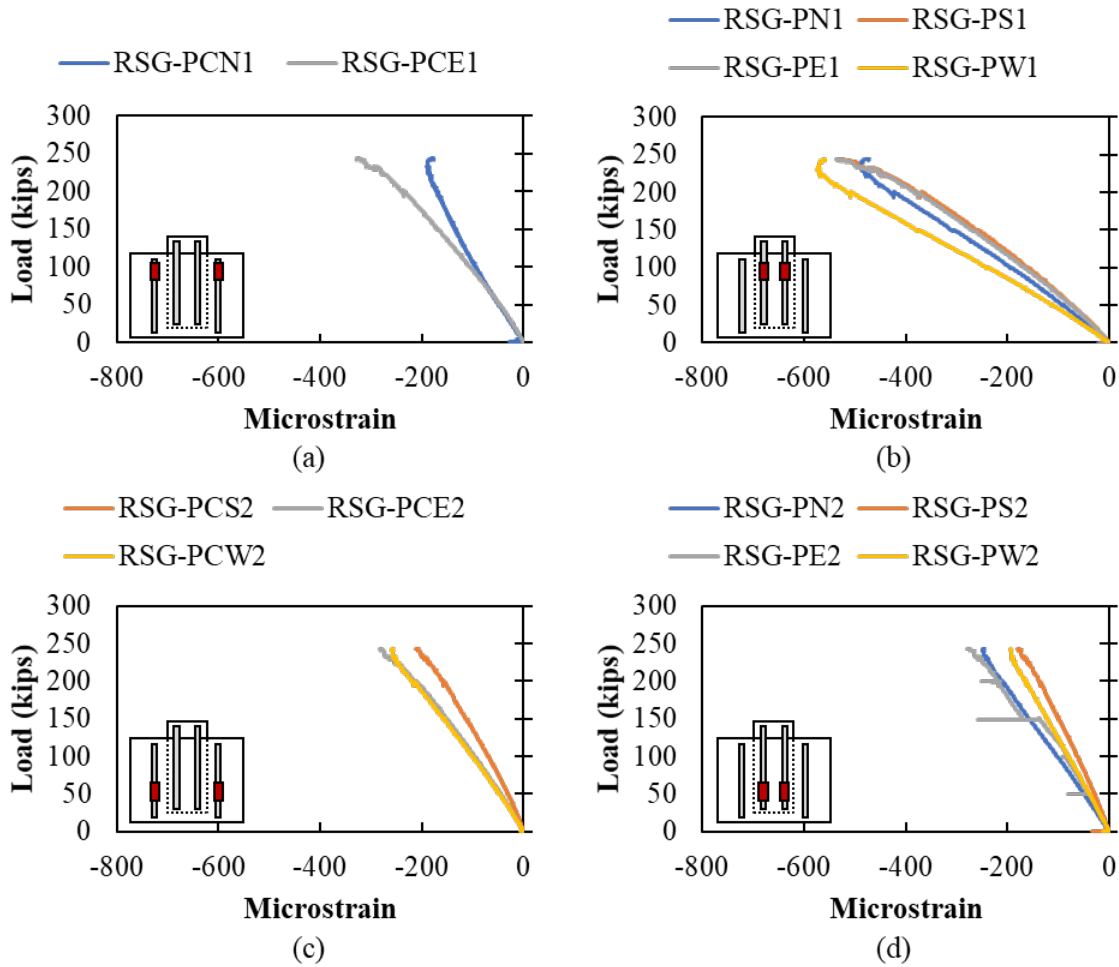 RSG-PCN1 RSG-PCE1
300
250
200
150
100
50
0
Load (kips)
-800 -600 -400 -200 0
Microstrain
(a)
RSG-PN1 RSG-PS1
RSG-PE1 RSG-PW1
300
250
200
150
100
50
0
Load (kips)
-800 -600 -400 -200 0
Microstrain
(b)
RSG-PCS2 RSG-PCE2
RSG-PCW2
300
250
200
150
100
50
0
Load (kips)
-800 -600 -400 -200 0
Microstrain
(c)
RSG-PN2 RSG-PS2
RSG-PE2 RSG-PW2
300
250
200
150
100
50
0
Load (kips)
-800 -600 -400 -200 0
Microstrain
(d)